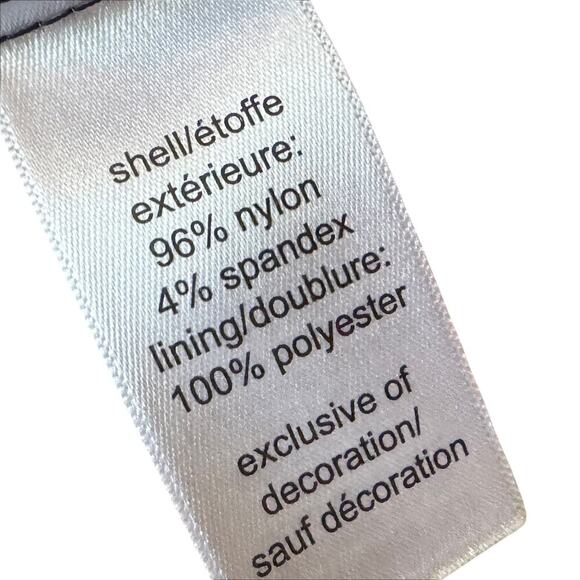 shell/étoffe
extérieure:
96% nylon
4% spandex
lining/doublure:
100% polyester
exclusive of
decoration/
sauf décoration